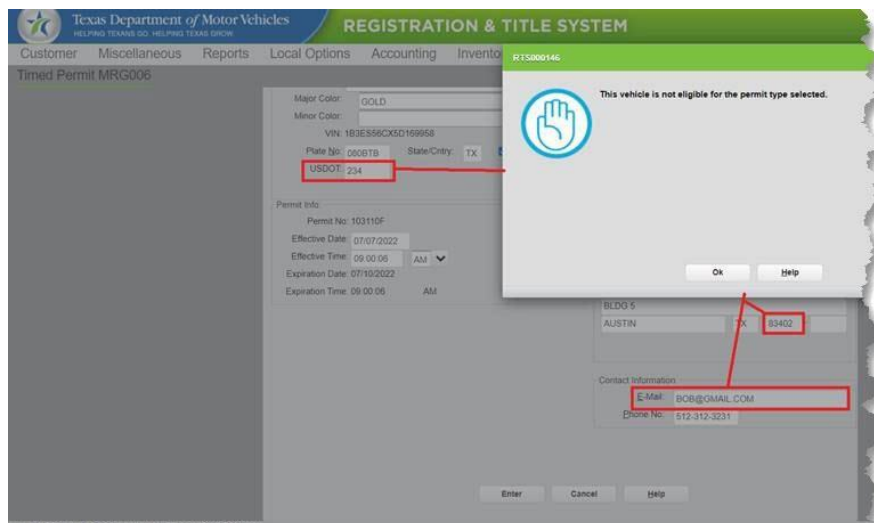 Texas Department of Motor Vehicles
HELPING TEXANS GO. HELPING TEXAS GROW.
REGISTRATION & TITLE SYSTEM
Customer Miscellaneous Reports Local Options Accounting Invento
Timed Permit MRG006
RTS000146
This vehicle is not eligible for the permit type selected.
Ok Help
Major Color: GOLD
Minor Color:
VIN: 1B3ES56CX5D169958
Plate No: 080BTB State/Cntry: TX
USDOT: 234
Permit Info:
Permit No: 103110F
Effective Date: 07/07/2022
Effective Time: 09:00:06 AM
Expiration Date: 07/10/2022
Expiration Time: 09:00:06 AM
BLDG 5
AUSTIN TX 83402 -
Contact Information
E-Mail: BOB@GMAIL.COM
Phone No: 512-312-3231
Enter Cancel Help